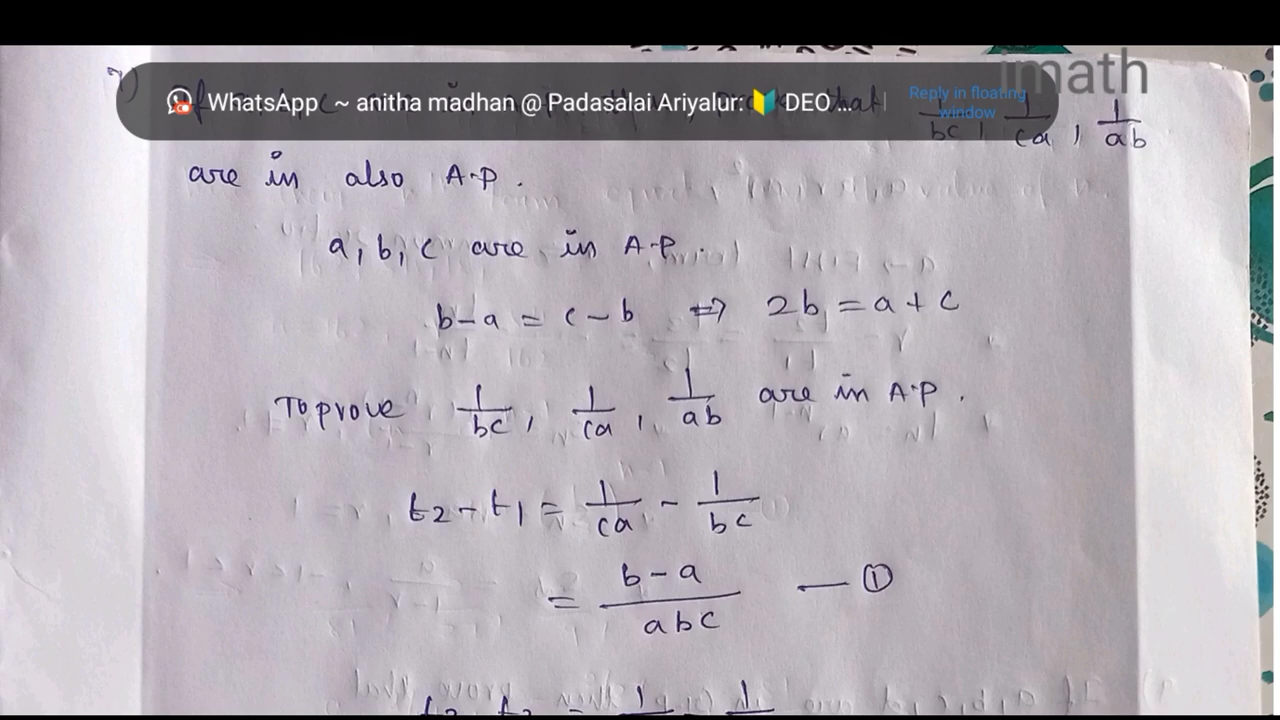 imath
WhatsApp ~ anitha madhan @ Padasalai Ariyalur: 🔰 DEO ... | Reply in floating window
7) that 1/bc, 1/ca, 1/ab
are in also A.P.
a, b, c are in A.P.
b-a = c-b ⇒ 2b = a+c
To prove 1/bc, 1/ca, 1/ab are in A.P.
t2-t1 = 1/ca - 1/bc
= b-a/abc — ①